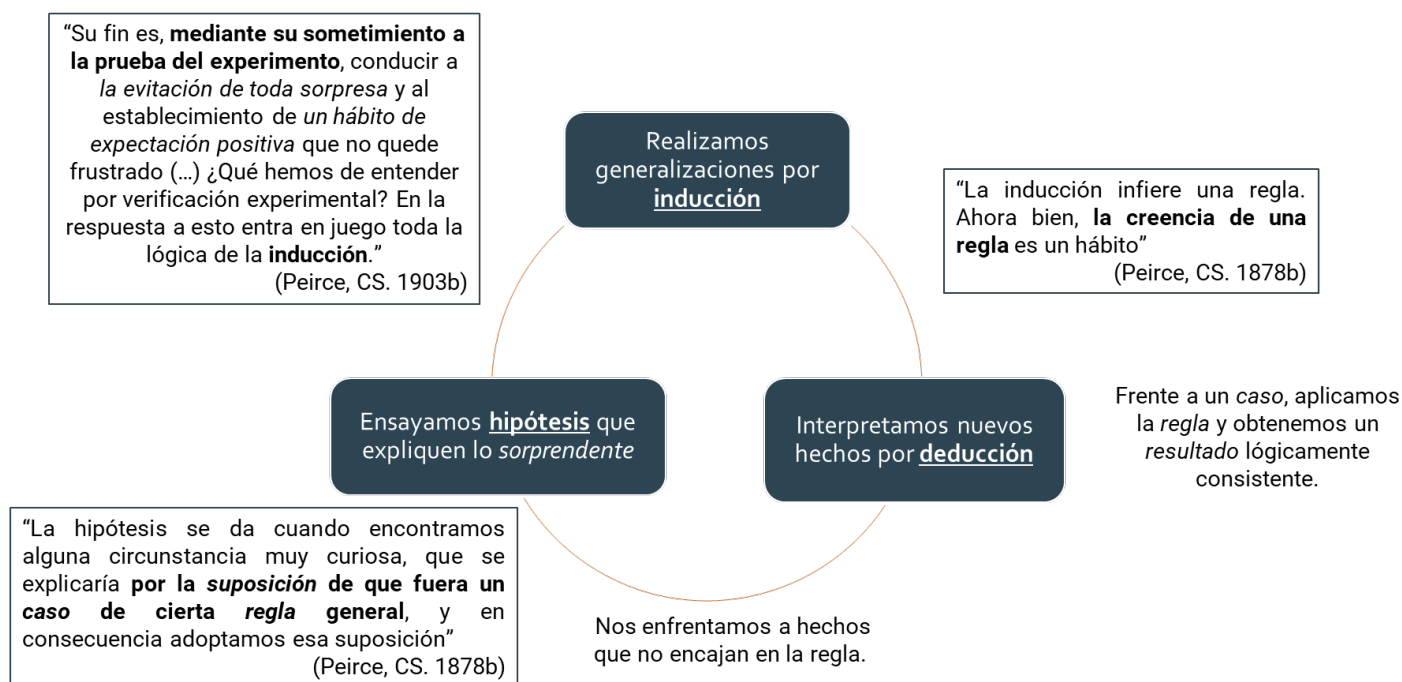 “Su fin es, mediante su sometimiento a
la prueba del experimento, conducir a
la evitación de toda sorpresa y al
establecimiento de un hábito de
expectación positiva que no quede
frustrado (...) ¿Qué hemos de entender
por verificación experimental? En la
respuesta a esto entra en juego toda la
lógica de la inducción.”
(Peirce, CS. 1903b)
Realizamos
generalizaciones por
inducción
“La inducción infiere una regla.
Ahora bien, la creencia de una
regla es un hábito”
(Peirce, CS. 1878b)
Ensayamos hipótesis que
expliquen lo sorprendente
Interpretamos nuevos
hechos por deducción
Frente a un caso, aplicamos
la regla y obtenemos un
resultado lógicamente
consistente.
“La hipótesis se da cuando encontramos
alguna circunstancia muy curiosa, que se
explicaría por la suposición de que fuera un
caso de cierta regla general, y en
consecuencia adoptamos esa suposición”
(Peirce, CS. 1878b)
Nos enfrentamos a hechos
que no encajan en la regla.